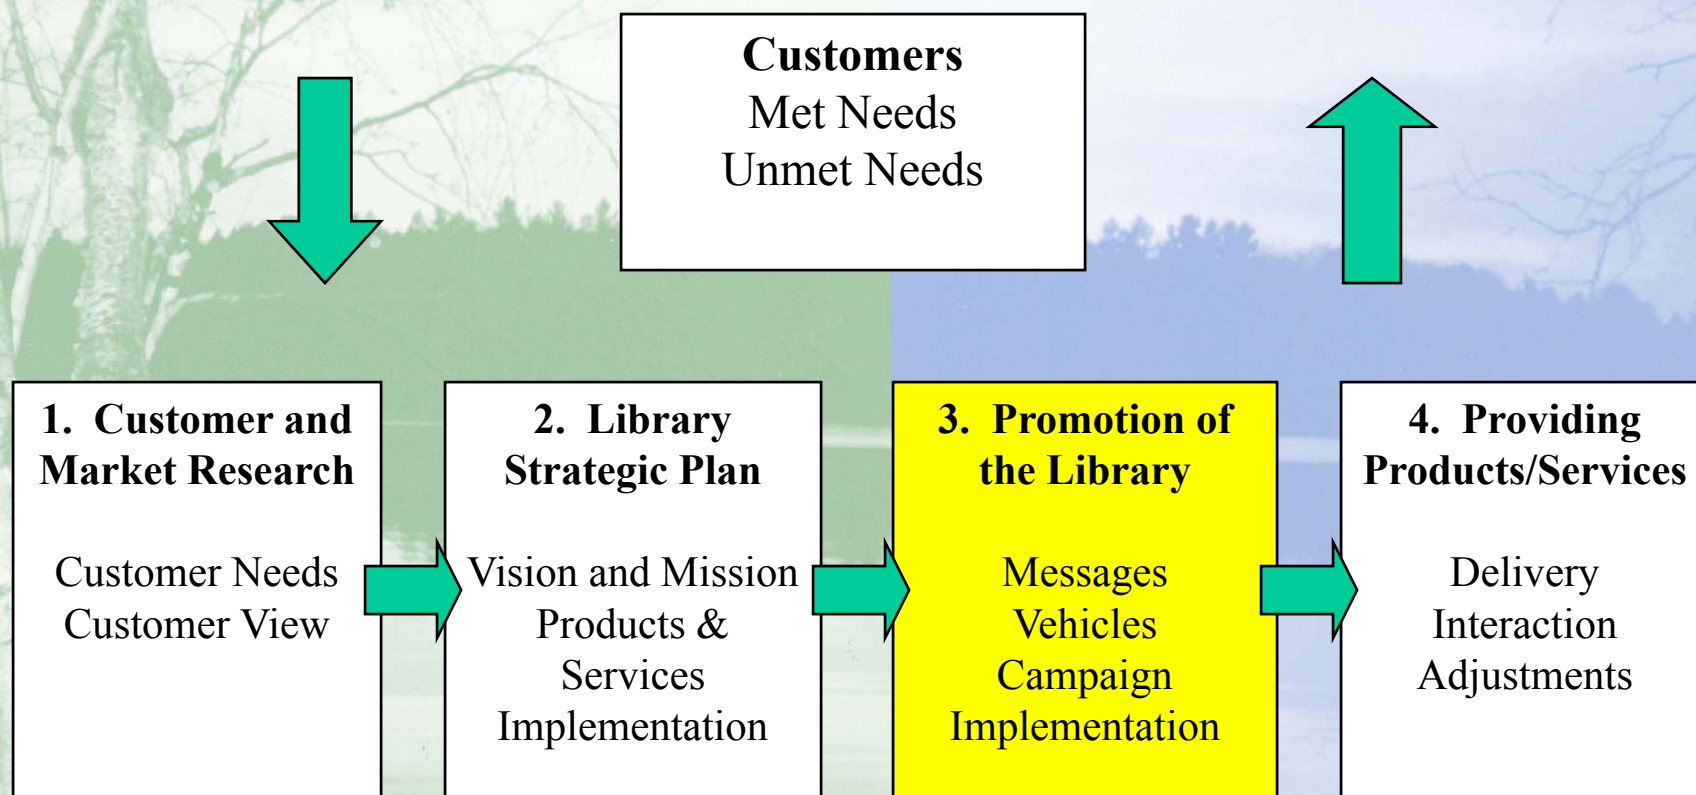 Customers
Met Needs
Unmet Needs
1. Customer and
Market Research
Customer Needs
Customer View
2. Library
Strategic Plan
Vision and Mission
Products &
Services
Implementation
3. Promotion of
the Library
Messages
Vehicles
Campaign
Implementation
4. Providing
Products/Services
Delivery
Interaction
Adjustments